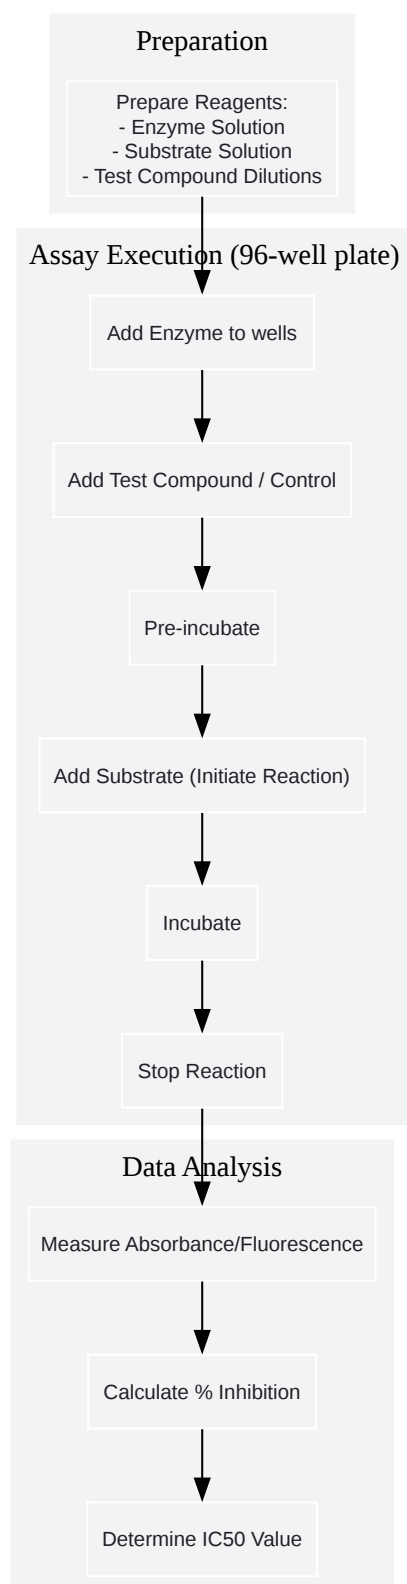 Preparation
Prepare Reagents:
- Enzyme Solution
- Substrate Solution
- Test Compound Dilutions
Assay Execution (96-well plate)
Add Enzyme to wells
Add Test Compound / Control
Pre-incubate
Add Substrate (Initiate Reaction)
Incubate
Stop Reaction
Data Analysis
Measure Absorbance/Fluorescence
Calculate % Inhibition
Determine IC50 Value